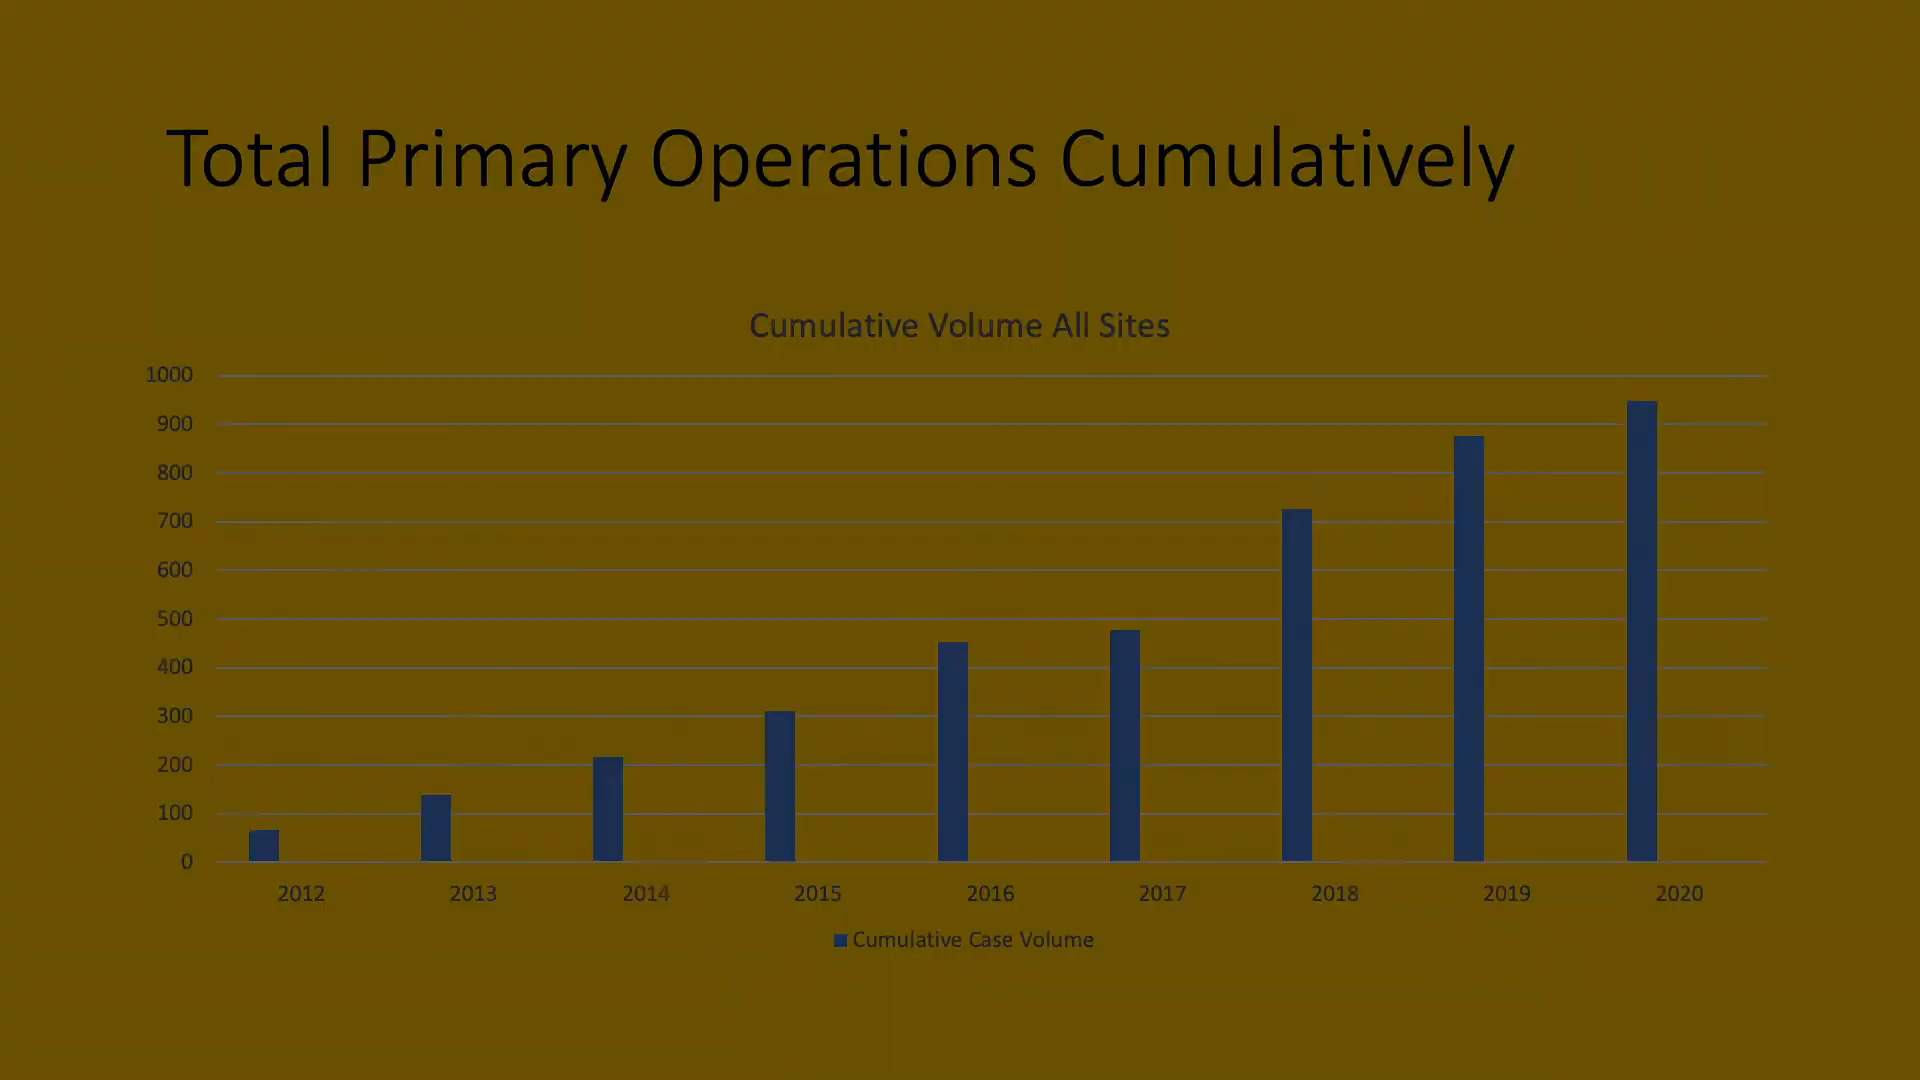 Total Primary Operations Cumulatively
Cumulative Volume All Sites
1000
900
800
700
600
500
400
300
200
100
0
2012 2013 2014 2015 2016 2017 2018 2019 2020
Cumulative Case Volume